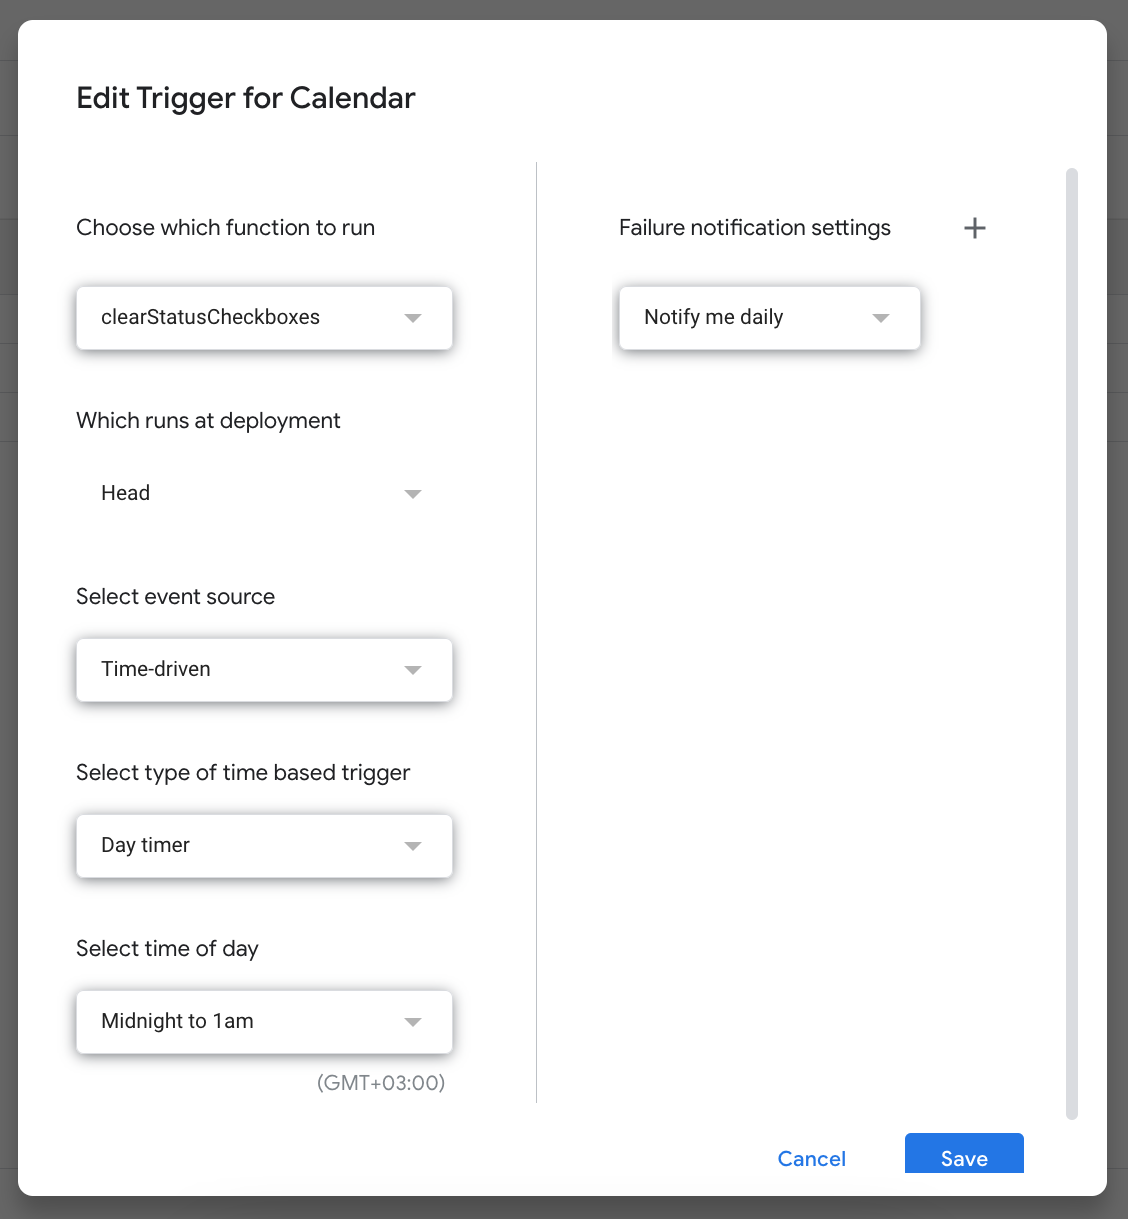 Edit Trigger for Calendar
Choose which function to run
clearStatusCheckboxes
Which runs at deployment
Head
Select event source
Time-driven
Select type of time based trigger
Day timer
Select time of day
Midnight to 1am
(GMT+03:00)
Failure notification settings
Notify me daily
Cancel
Save